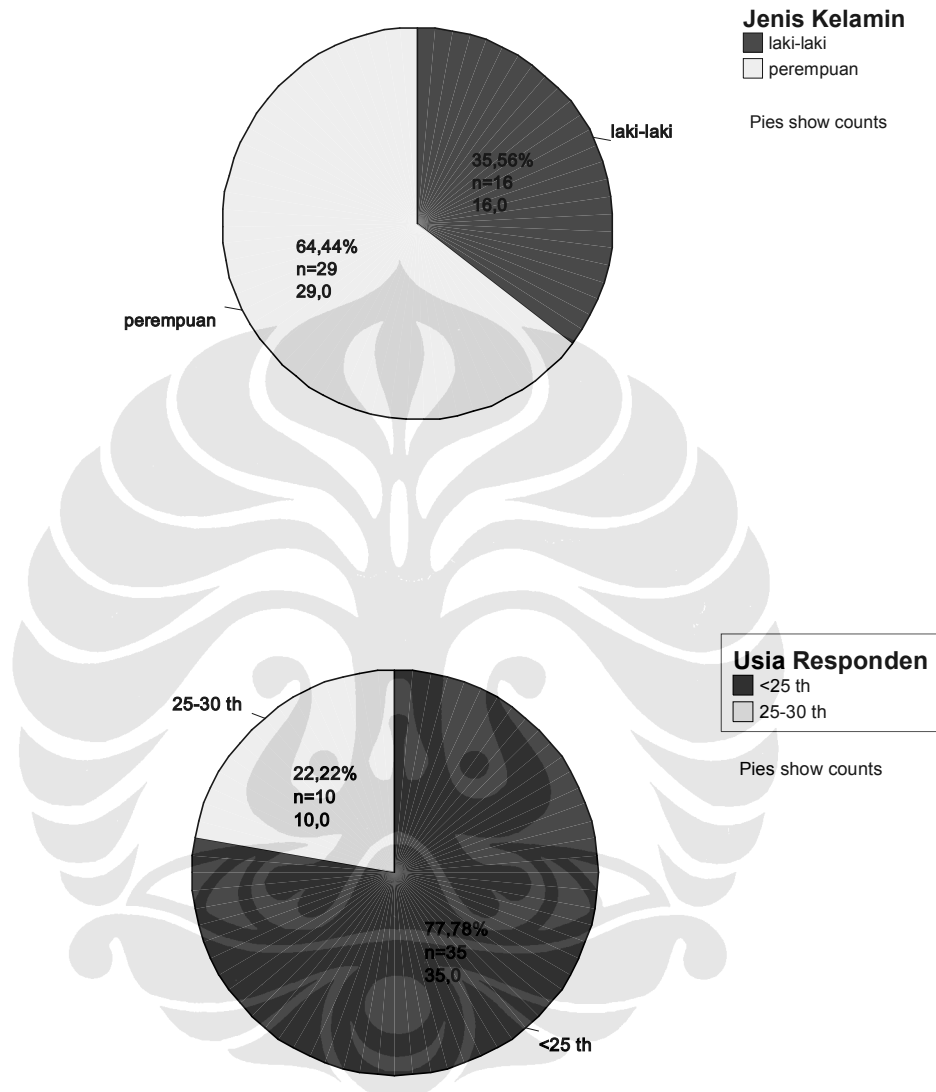 Jenis Kelamin
laki-laki
perempuan
Pies show counts
laki-laki
35,56%
n=16
16,0
64,44%
n=29
29,0
perempuan
Usia Responden
<25 th
25-30 th
Pies show counts
25-30 th
22,22%
n=10
10,0
77,78%
n=35
35,0
<25 th